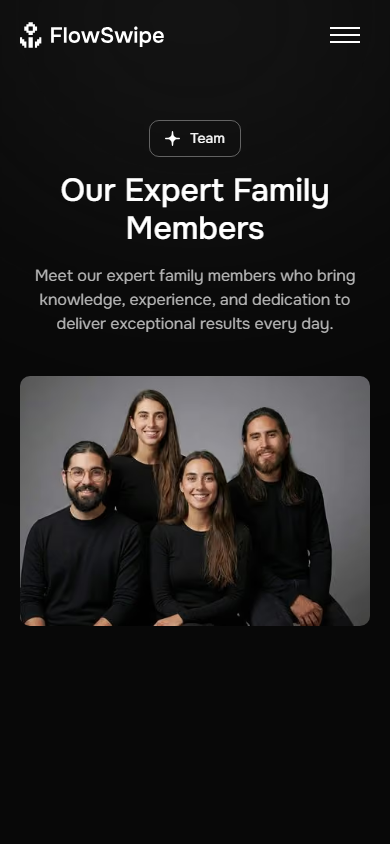 FlowSwipe
Team
Our Expert Family
Members
Meet our expert family members who bring
knowledge, experience, and dedication to
deliver exceptional results every day.